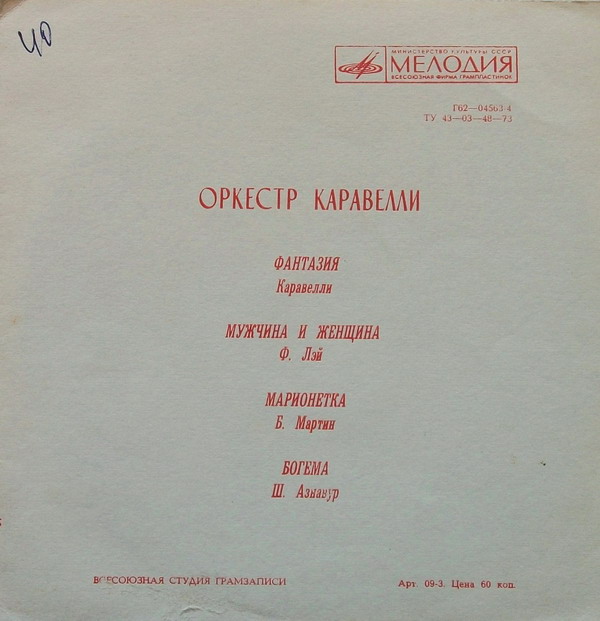 40
МИНИСТЕРСТВО КУЛЬТУРЫ СССР
МЕЛОДИЯ
ВСЕСОЮЗНАЯ ФИРМА ГРАМПЛАСТИНОК
Г62—04563-4
ТУ 43—03—48—73
ОРКЕСТР КАРАВЕЛЛИ
ФАНТАЗИЯ
Каравелли
МУЖЧИНА И ЖЕНЩИНА
Ф. Лэй
МАРИОНЕТКА
Б. Мартин
БОГЕМА
Ш. Азнавур
ВСЕСОЮЗНАЯ СТУДИЯ ГРАМЗАПИСИ
Арт. 09-3. Цена 60 коп.